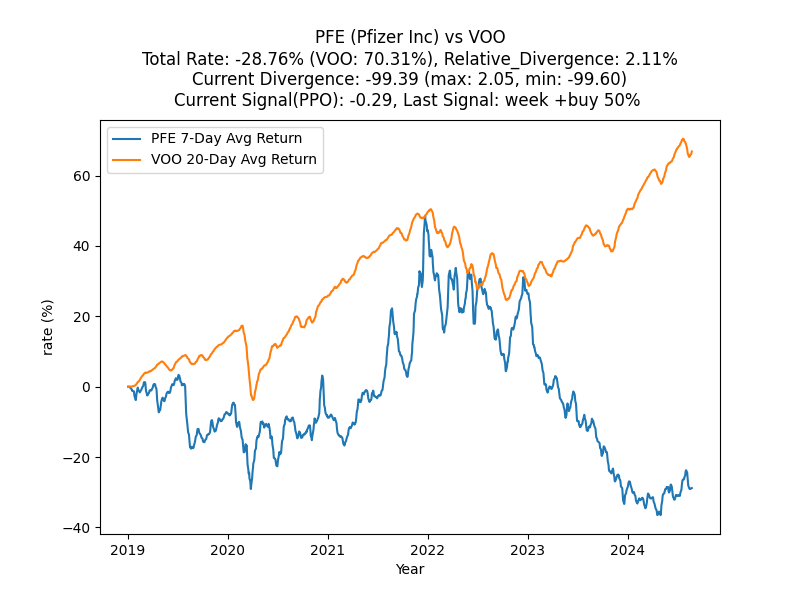 PFE (Pfizer Inc) vs VOO
Total Rate: -28.76% (VOO: 70.31%), Relative_Divergence: 2.11%
Current Divergence: -99.39 (max: 2.05, min: -99.60)
Current Signal(PPO): -0.29, Last Signal: week +buy 50%
PFE 7-Day Avg Return
VOO 20-Day Avg Return
rate (%)
60
40
20
0
−20
−40
2019 2020 2021 2022 2023 2024
Year